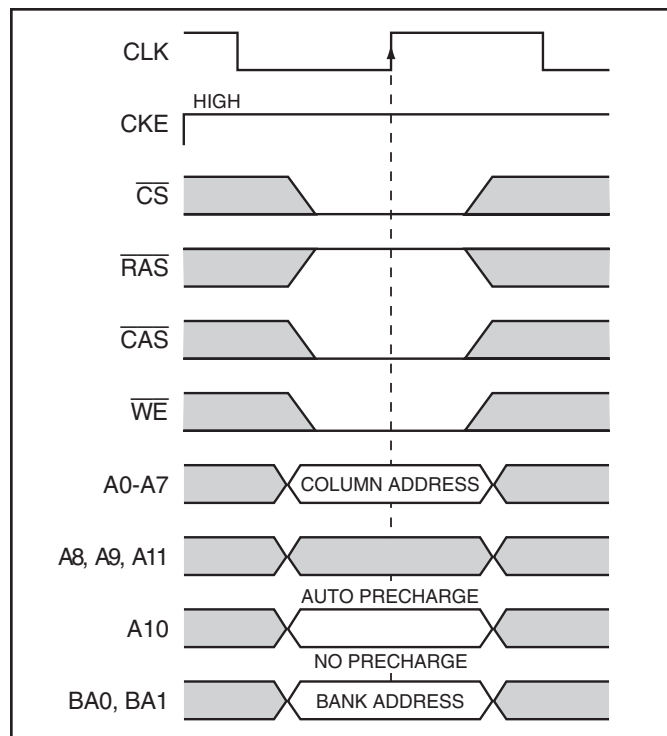 CLK
HIGH
CKE
CS
RAS
CAS
WE
A0-A7 COLUMN ADDRESS
A8, A9, A11
AUTO PRECHARGE
A10
NO PRECHARGE
BA0, BA1 BANK ADDRESS